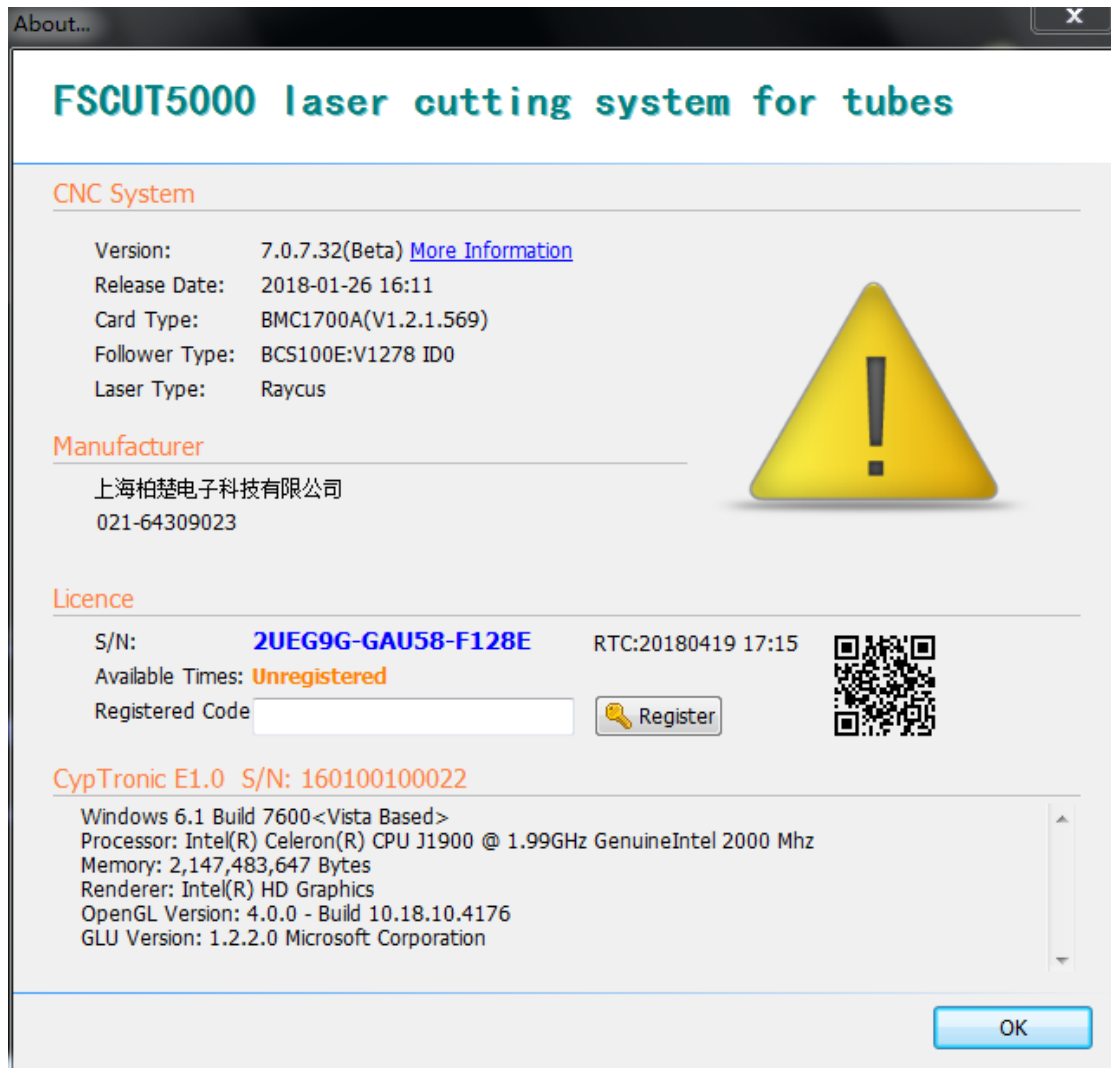 About...
FSCUT5000 laser cutting system for tubes
CNC System
Version: 7.0.7.32(Beta) More Information
Release Date: 2018-01-26 16:11
Card Type: BMC1700A(V1.2.1.569)
Follower Type: BCS100E:V1278 ID0
Laser Type: Raycus
Manufacturer
上海柏楚电子科技有限公司
021-64309023
Licence
S/N: 2UEG9G-GAU58-F128E RTC:20180419 17:15
Available Times: Unregistered
Registered Code Register
CypTronic E1.0 S/N: 160100100022
Windows 6.1 Build 7600<Vista Based>
Processor: Intel(R) Celeron(R) CPU J1900 @ 1.99GHz GenuineIntel 2000 Mhz
Memory: 2,147,483,647 Bytes
Renderer: Intel(R) HD Graphics
OpenGL Version: 4.0.0 - Build 10.18.10.4176
GLU Version: 1.2.2.0 Microsoft Corporation
OK